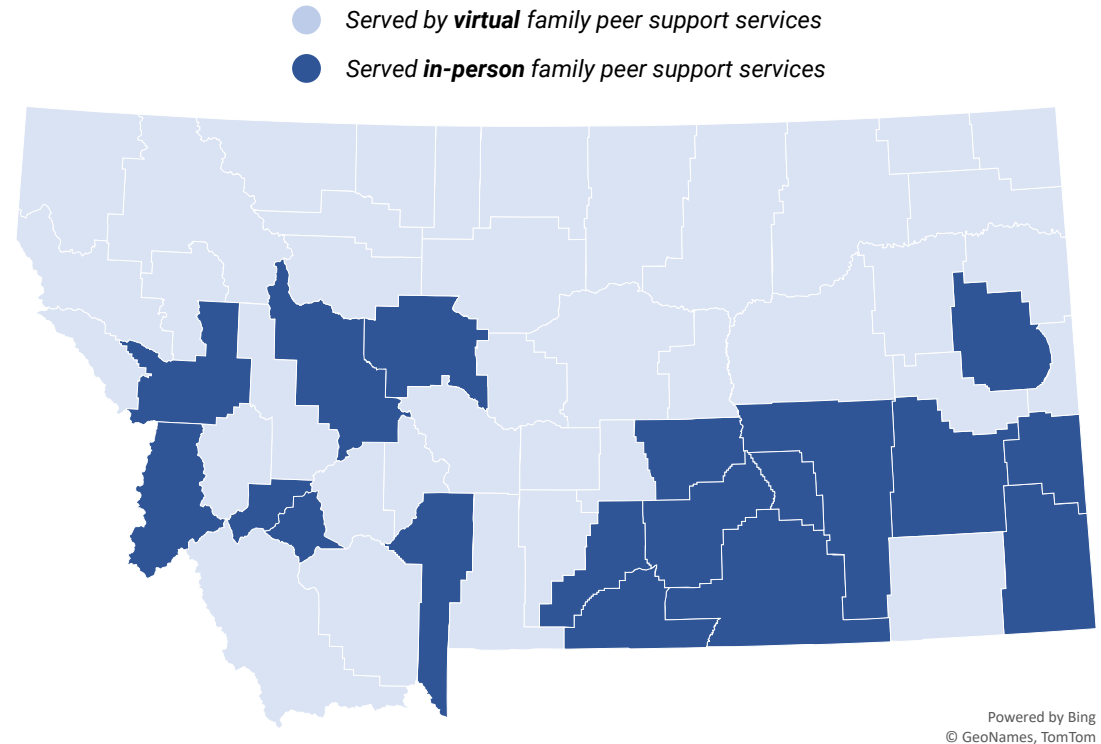 Served by virtual family peer support services
Served in-person family peer support services
Powered by Bing
© GeoNames, TomTom